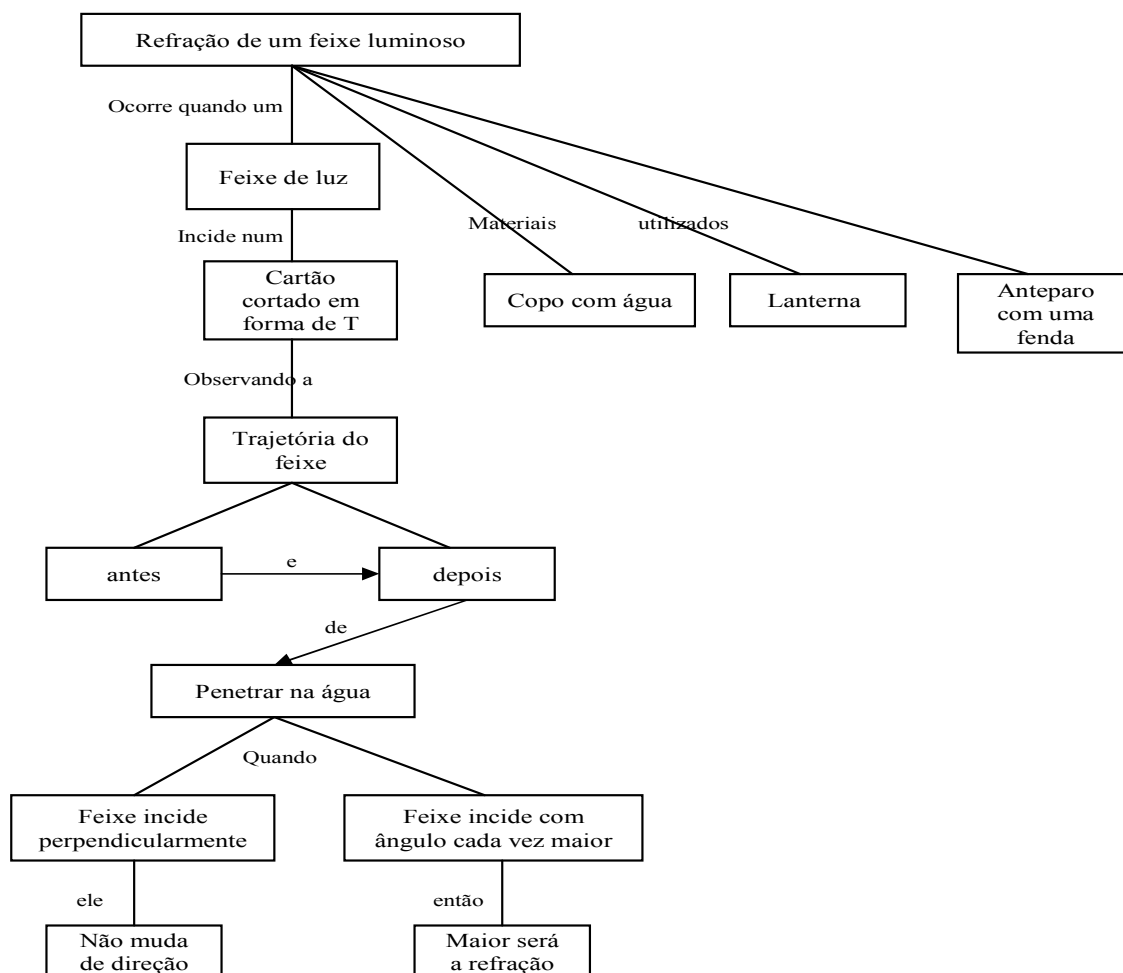 Refração de um feixe luminoso
Ocorre quando um
Feixe de luz
Incide num
Materiais
utilizados
Cartão
cortado em
forma de T
Copo com água
Lanterna
Anteparo
com uma
fenda
Observando a
Trajetória do
feixe
antes
e
depois
de
Penetrar na água
Quando
Feixe incide
perpendicularmente
Feixe incide com
ângulo cada vez maior
ele
então
Não muda
de direção
Maior será
a refração